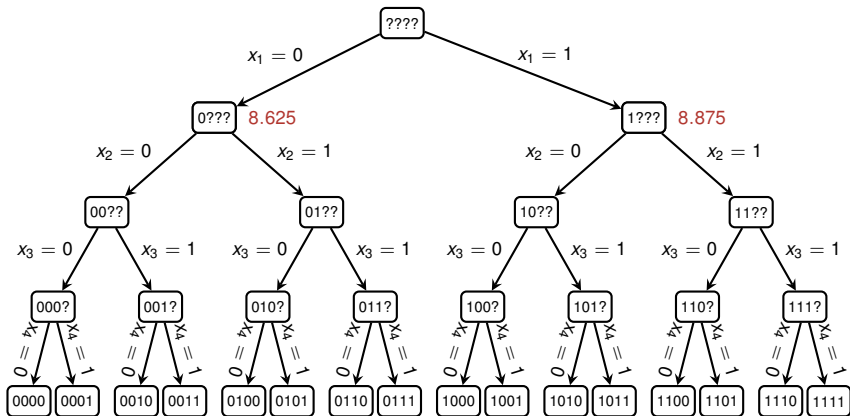 ????
x₁ = 0
x₁ = 1
0???
8.625
1???
8.875
x₂ = 0
x₂ = 1
x₂ = 0
x₂ = 1
00??
01??
10??
11??
x₃ = 0
x₃ = 1
x₃ = 0
x₃ = 1
x₃ = 0
x₃ = 1
x₃ = 0
x₃ = 1
000?
001?
010?
011?
100?
101?
110?
111?
x₄ = 0
x₄ = 1
x₄ = 0
x₄ = 1
x₄ = 0
x₄ = 1
x₄ = 0
x₄ = 1
x₄ = 0
x₄ = 1
x₄ = 0
x₄ = 1
x₄ = 0
x₄ = 1
x₄ = 0
x₄ = 1
0000
0001
0010
0011
0100
0101
0110
0111
1000
1001
1010
1011
1100
1101
1110
1111